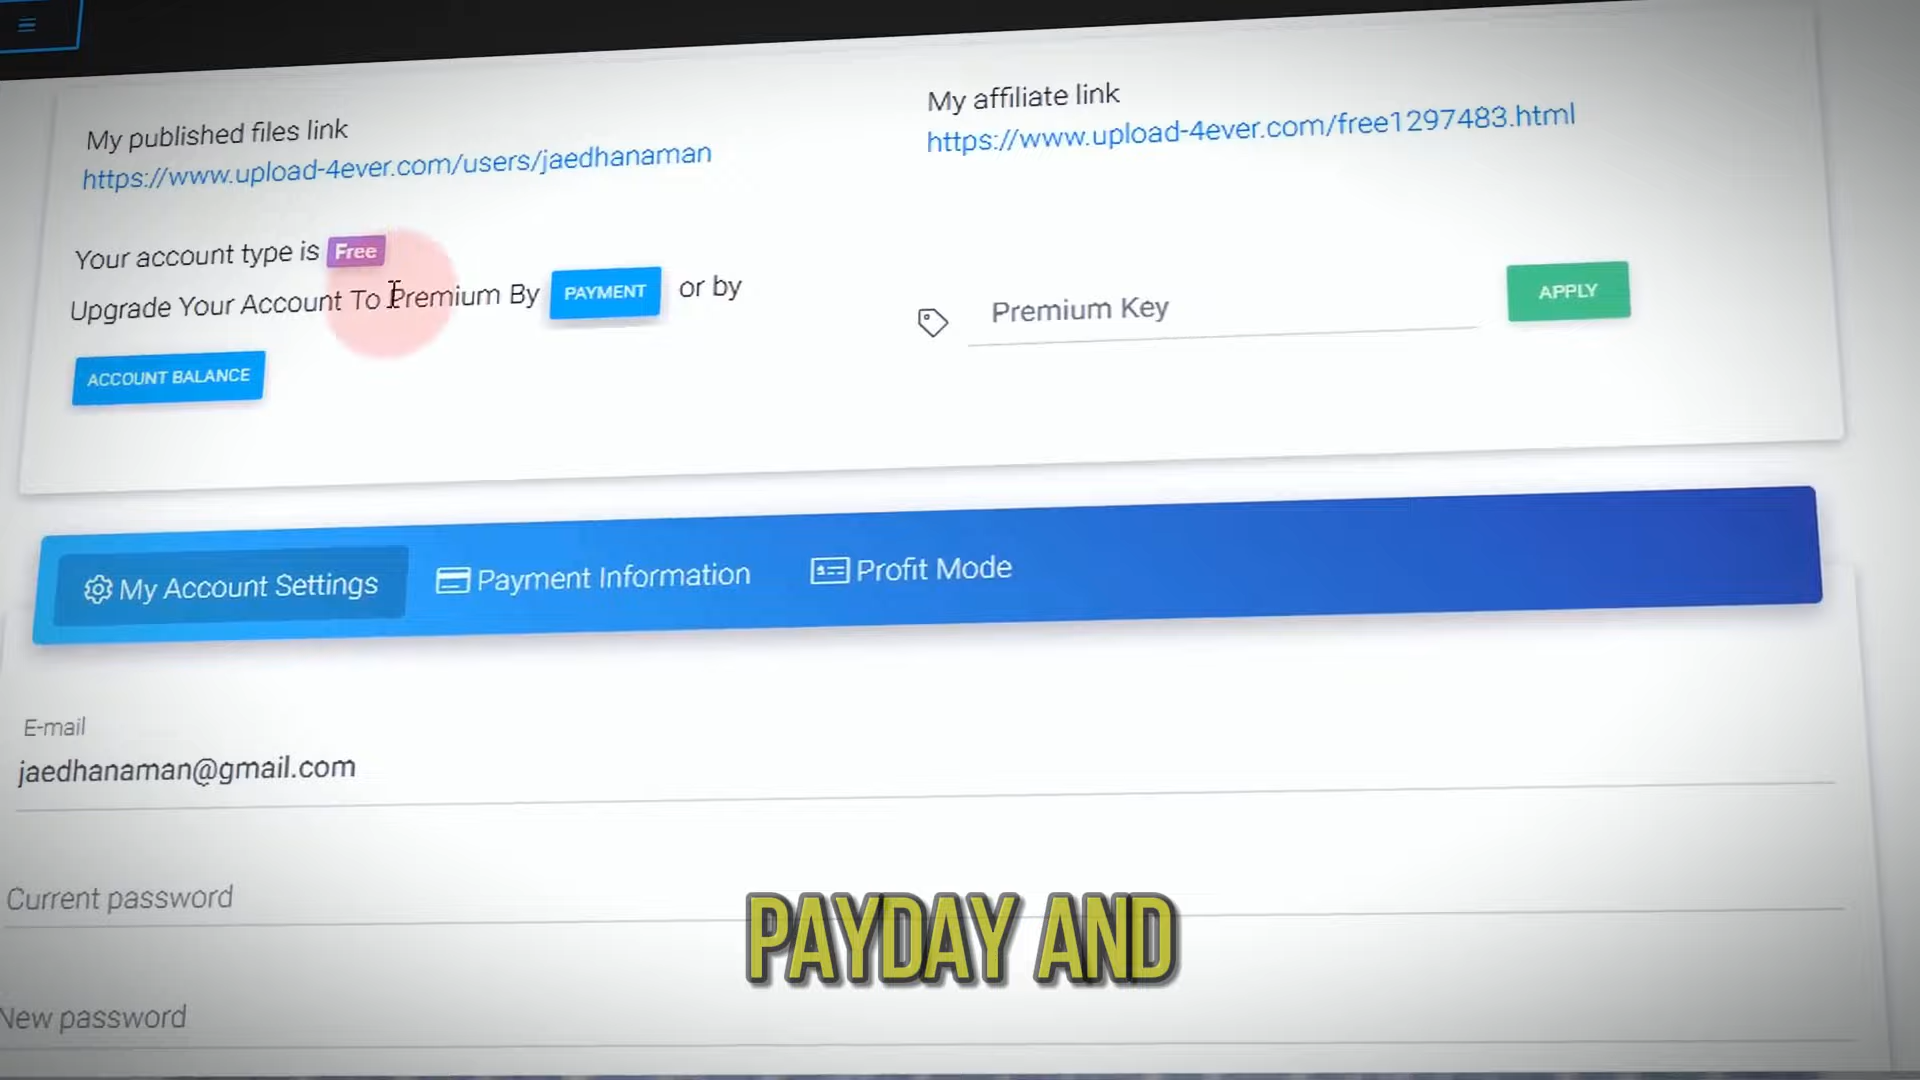 My published files link
https://www.upload-4ever.com/users/jaedhanaman
My affiliate link
https://www.upload-4ever.com/free1297483.html
Your account type is Free
Upgrade Your Account To Premium By PAYMENT or by
ACCOUNT BALANCE
Premium Key
APPLY
My Account Settings
Payment Information
Profit Mode
E-mail
jaedhanaman@gmail.com
Current password
New password
PAYDAY AND